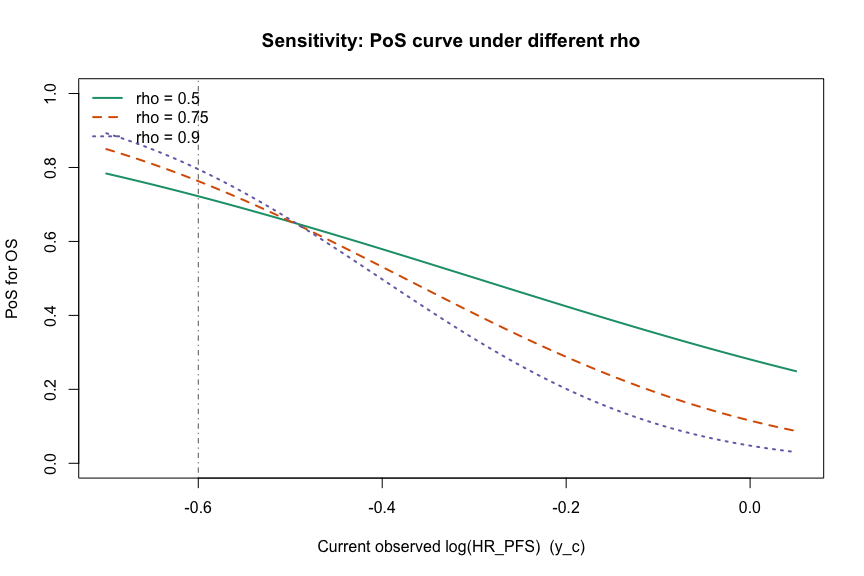 Sensitivity: PoS curve under different rho
rho = 0.5
rho = 0.75
rho = 0.9
PoS for OS
1.0
0.8
0.6
0.4
0.2
0.0
-0.6
-0.4
-0.2
0.0
Current observed log(HR_PFS)  (y_c)